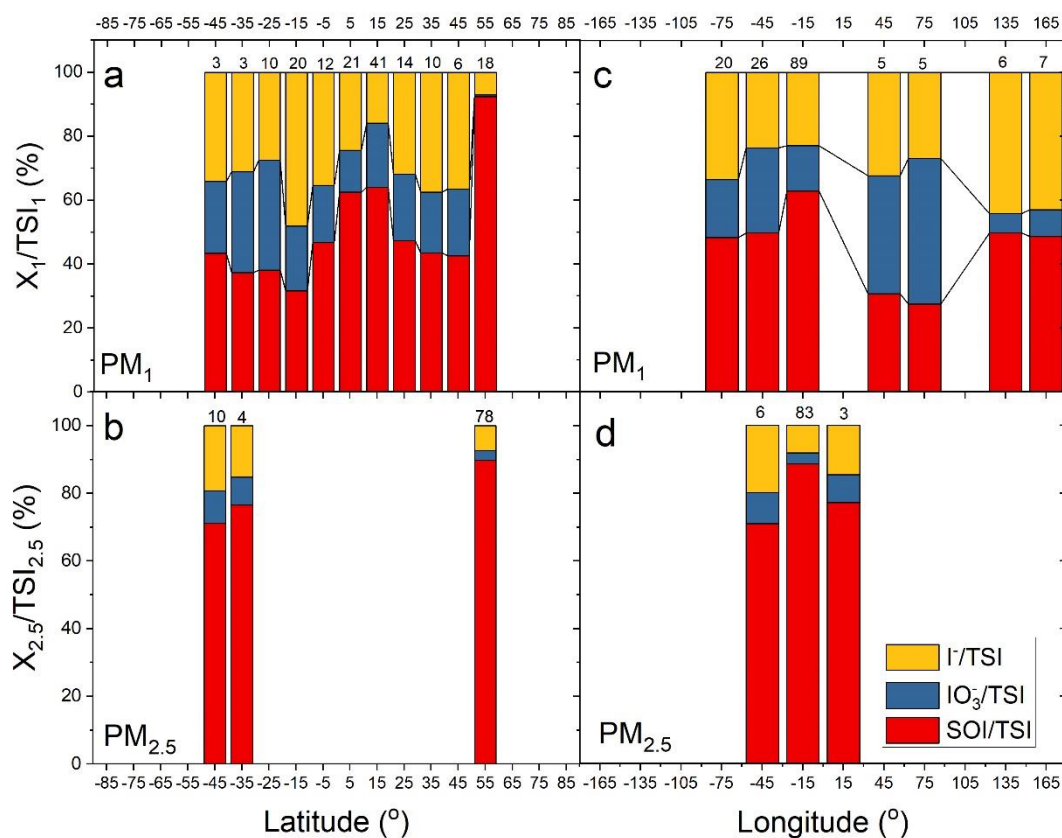 -85 -75 -65 -55 -45 -35 -25 -15 -5 5 15 25 35 45 55 65 75 85
-165 -135 -105 -75 -45 -15 15 45 75 105 135 165
a
3 3 10 20 12 21 41 14 10 6 18
c
20 26 89 5 5 6 7
100
80
60
40
20
0
X₁/TSI₁ (%)
PM₁
PM₁
b
10 4 78
d
6 83 3
100
80
60
40
20
0
X₂.₅/TSI₂.₅ (%)
PM₂.₅
PM₂.₅
I⁻/TSI
IO₃⁻/TSI
SOI/TSI
-85 -75 -65 -55 -45 -35 -25 -15 -5 5 15 25 35 45 55 65 75 85
-165 -135 -105 -75 -45 -15 15 45 75 105 135 165
Latitude (°)
Longitude (°)